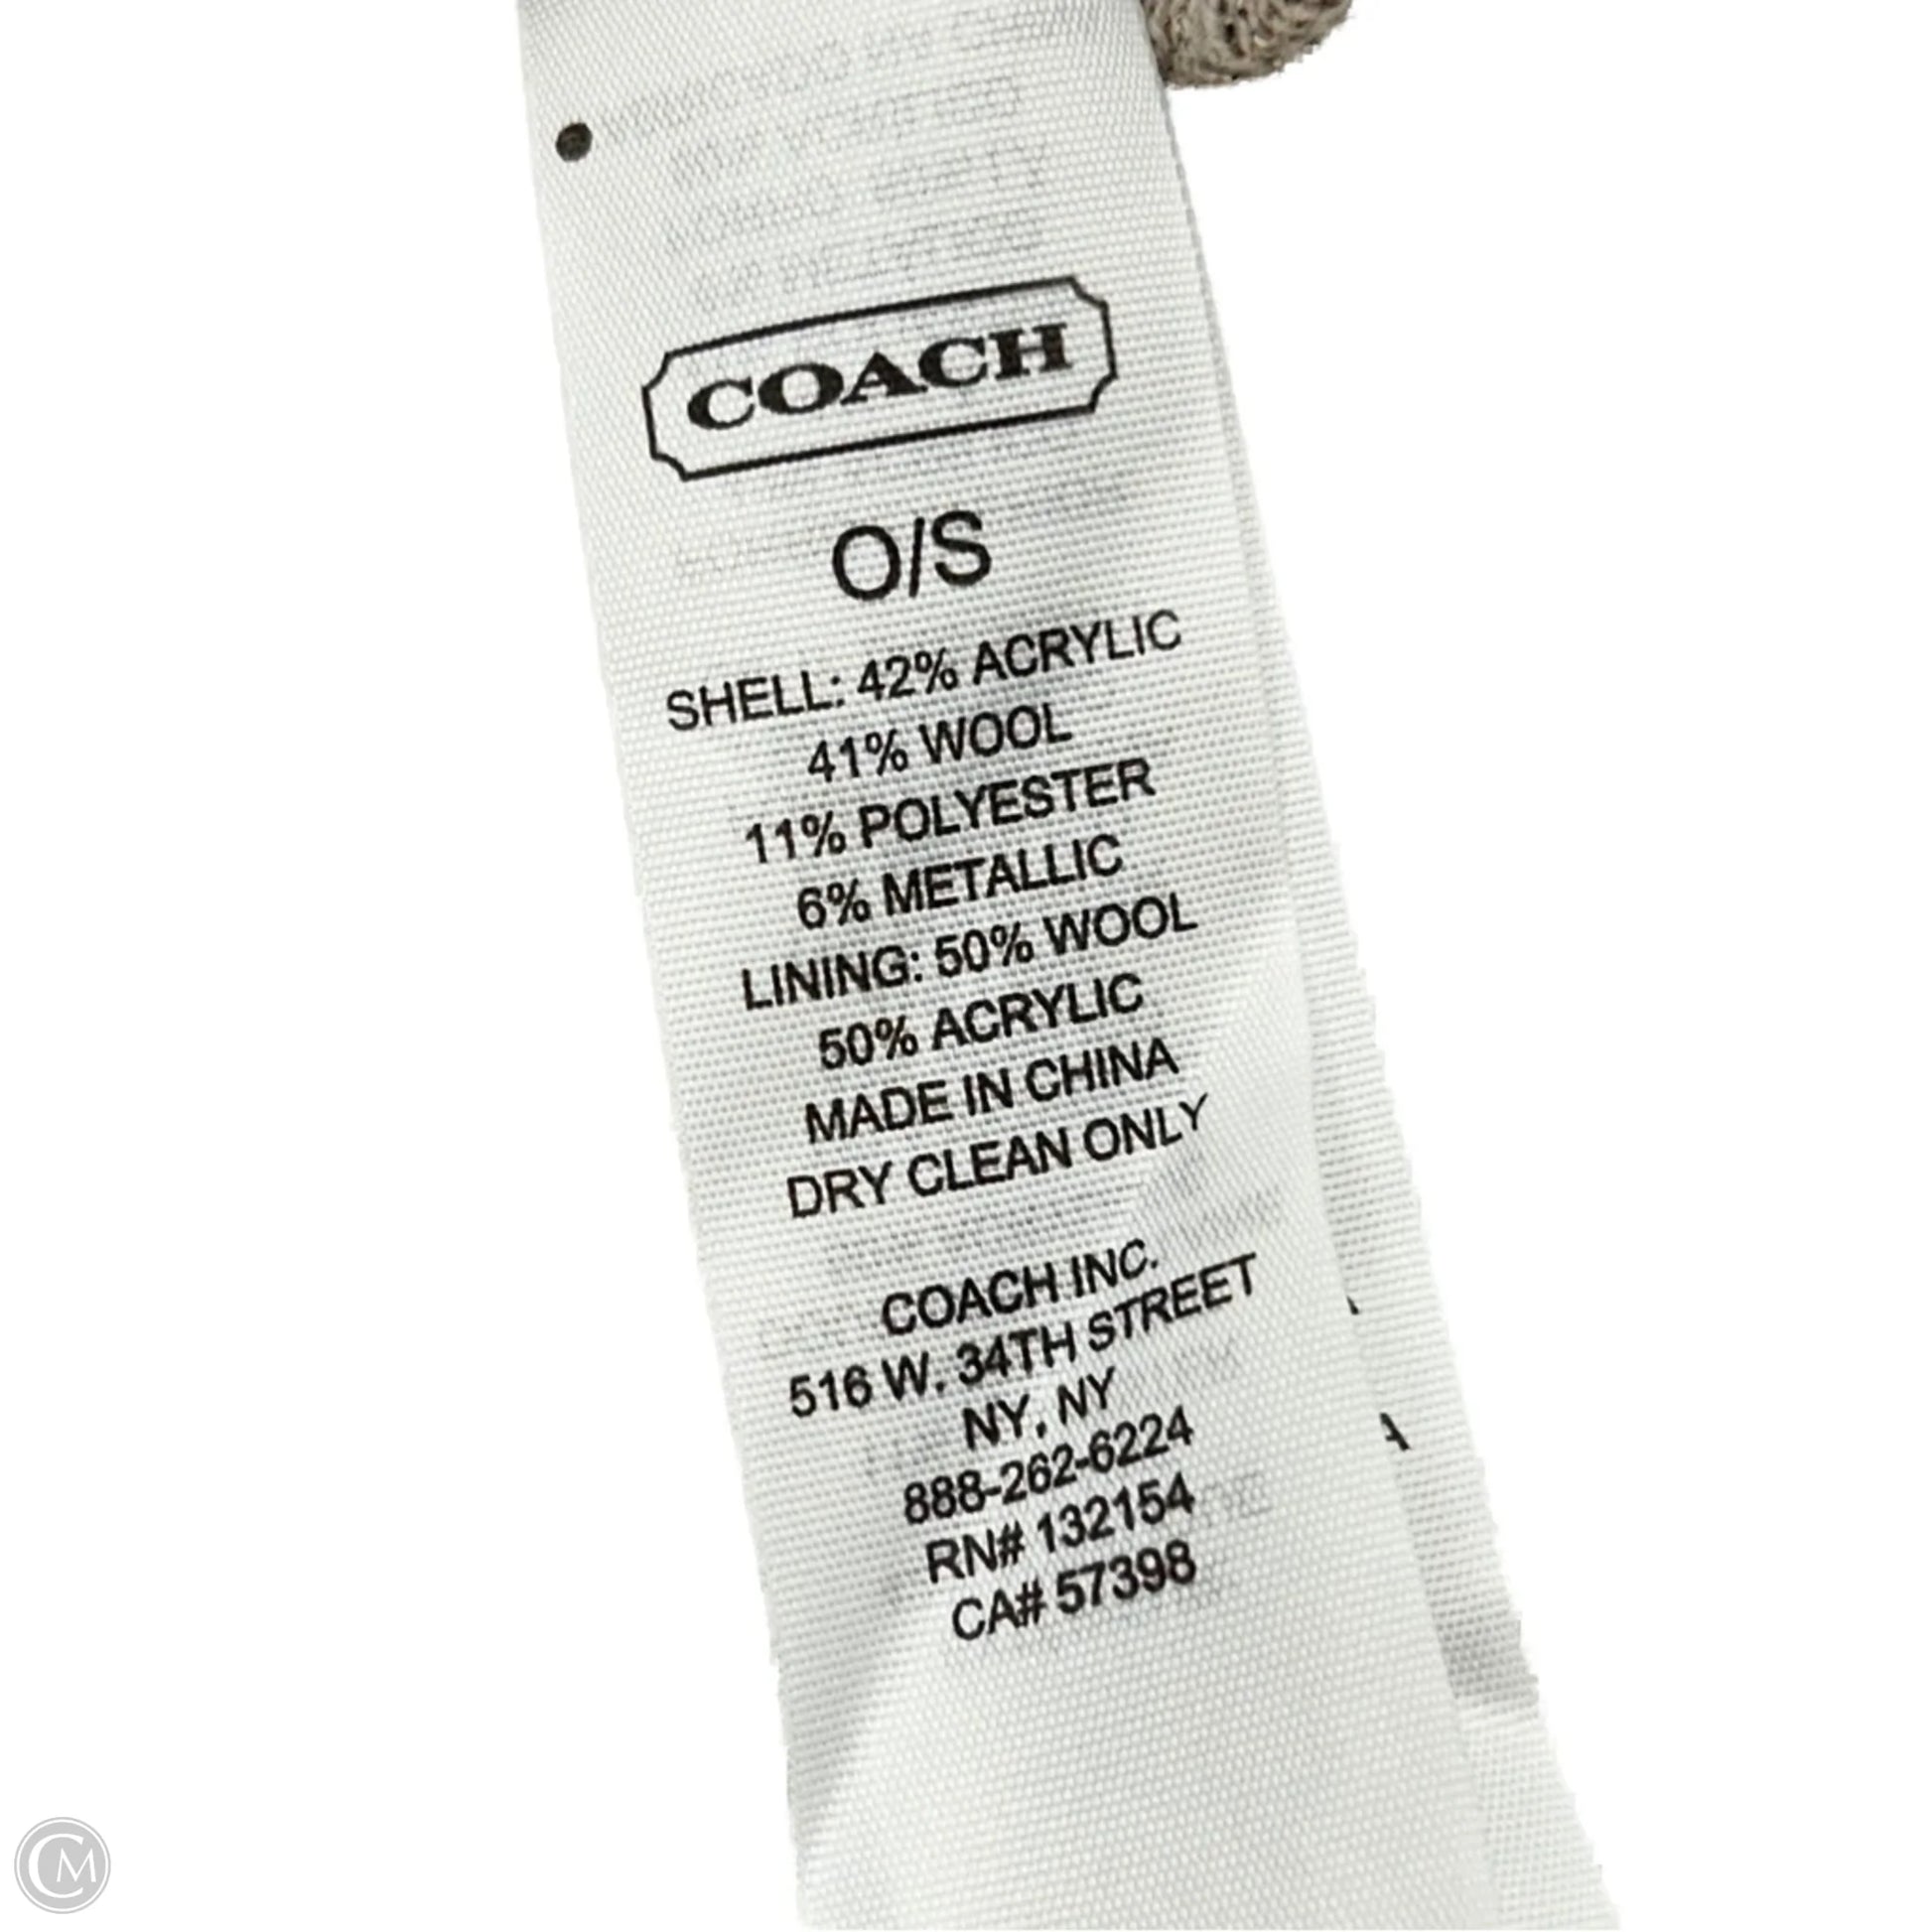 COACH
O/S
SHELL: 42% ACRYLIC
41% WOOL
11% POLYESTER
6% METALLIC
LINING: 50% WOOL
50% ACRYLIC
MADE IN CHINA
DRY CLEAN ONLY
COACH INC.
516 W. 34TH STREET
NY, NY
888-262-6224
RN# 132154
CA# 57398
CM